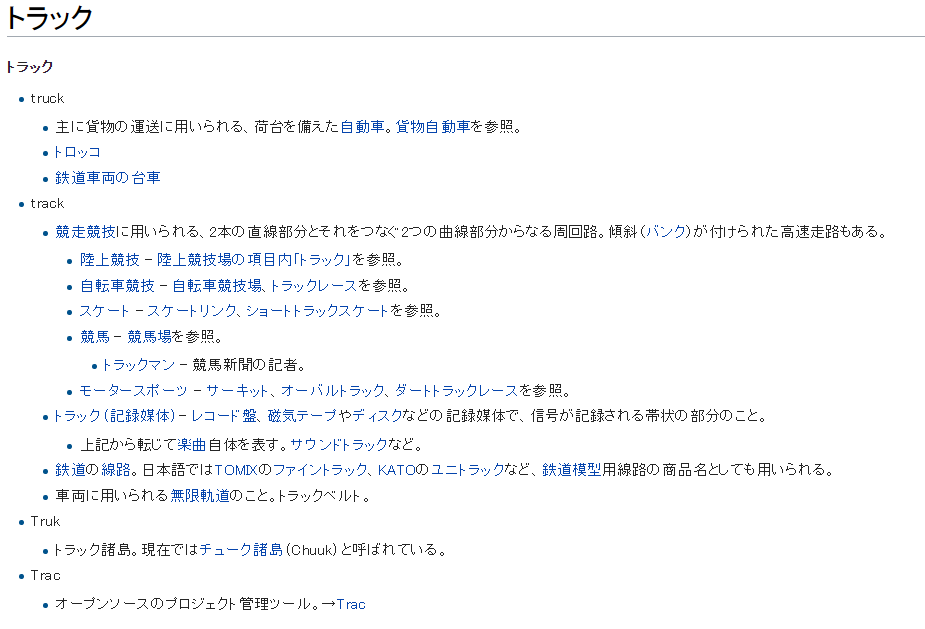 トラック
トラック
truck
主に貨物の運送に用いられる、荷台を備えた自動車。貨物自動車を参照。
トロッコ
鉄道車両の台車
track
競走競技に用いられる、2本の直線部分とそれをつなぐ2つの曲線部分からなる周回路。傾斜(バンク)が付けられた高速走路もある。
陸上競技 - 陸上競技場の項目内「トラック」を参照。
自転車競技 - 自転車競技場、トラックレースを参照。
スケート - スケートリンク、ショートトラックスケートを参照。
競馬 - 競馬場を参照。
トラックマン - 競馬新聞の記者。
モータースポーツ - サーキット、オーバルトラック、ダートトラックレースを参照。
トラック (記録媒体) - レコード盤、磁気テープやディスクなどの記録媒体で、信号が記録される帯状の部分のこと。
上記から転じて楽曲自体を表す。サウンドトラックなど。
鉄道の線路。日本語ではTOMIXのファイントラック、KATOのユニトラックなど、鉄道模型用線路の商品名としても用いられる。
車両に用いられる無限軌道のこと。トラックベルト。
Truk
トラック諸島。現在ではチューク諸島(Chuuk)と呼ばれている。
Trac
オープンソースのプロジェクト管理ツール。→Trac